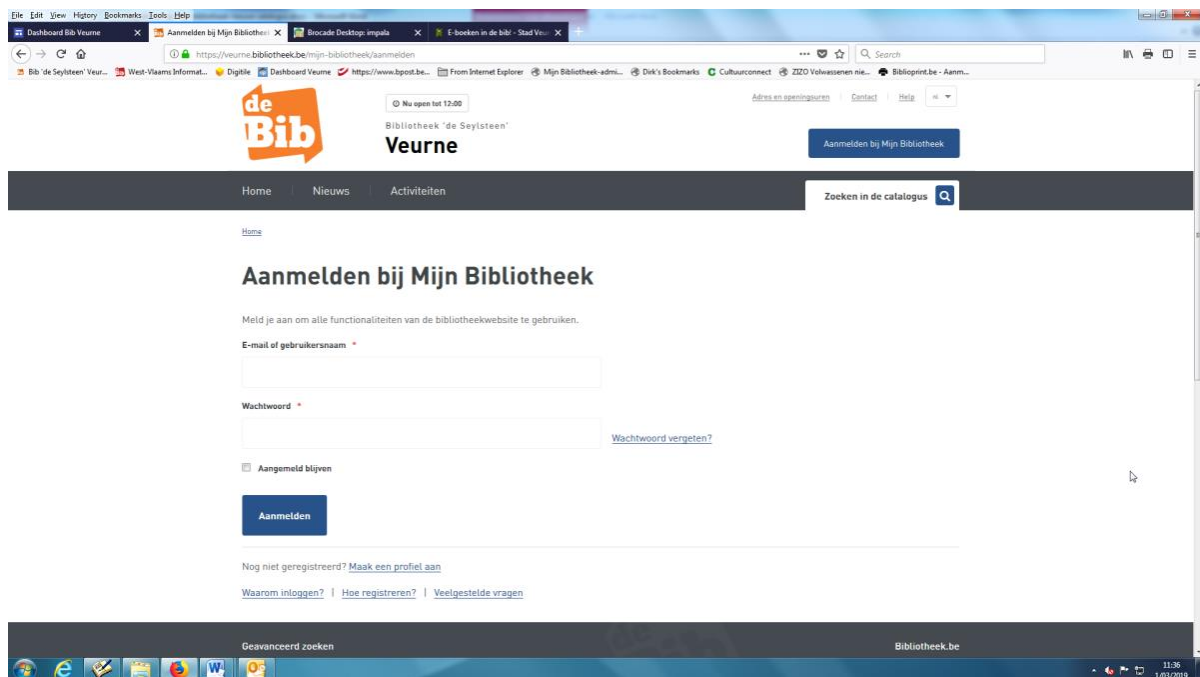 File Edit View History Bookmarks Tools Help
Dashboard Bib Veurne
Aanmelden bij Mijn Bibliothee
Brocade Desktop: impala
E-boeken in de bib! - Stad Veu
https://veurne.bibliotheek.be/mijn-bibliotheek/aanmelden
Search
Bib 'de Seylsteen' Veur... West-Vlaams Informat... Digitile Dashboard Veurne https://www.bpost.be... From Internet Explorer Mijn Bibliotheek-admi... Dirk's Bookmarks Cultuurconnect ZIZO Volwassenen nie... Biblioprint.be - Aanm...
de
Bib
Nu open tot 12:00
Bibliotheek 'de Seylsteen'
Veurne
Adres en openingsuren Contact Help nl
Aanmelden bij Mijn Bibliotheek
Home Nieuws Activiteiten
Zoeken in de catalogus
Home
Aanmelden bij Mijn Bibliotheek
Meld je aan om alle functionaliteiten van de bibliotheekwebsite te gebruiken.
E-mail of gebruikersnaam *
Wachtwoord *
Wachtwoord vergeten?
Aangemeld blijven
Aanmelden
Nog niet geregistreerd? Maak een profiel aan
Waarom inloggen? | Hoe registreren? | Veelgestelde vragen
Geavanceerd zoeken
de
Bib
Bibliotheek.be
11:36
1/03/2019